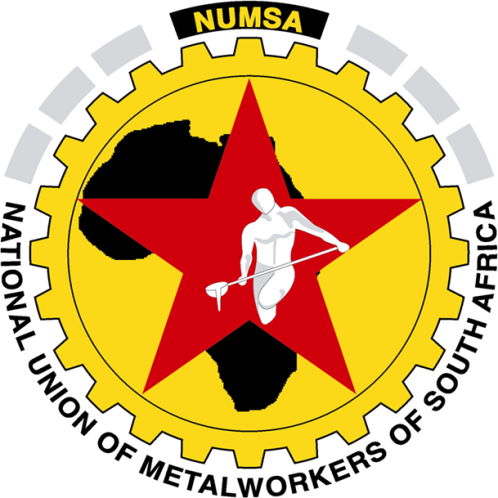 NUMSA
NATIONAL UNION OF METALWORKERS OF SOUTH AFRICA